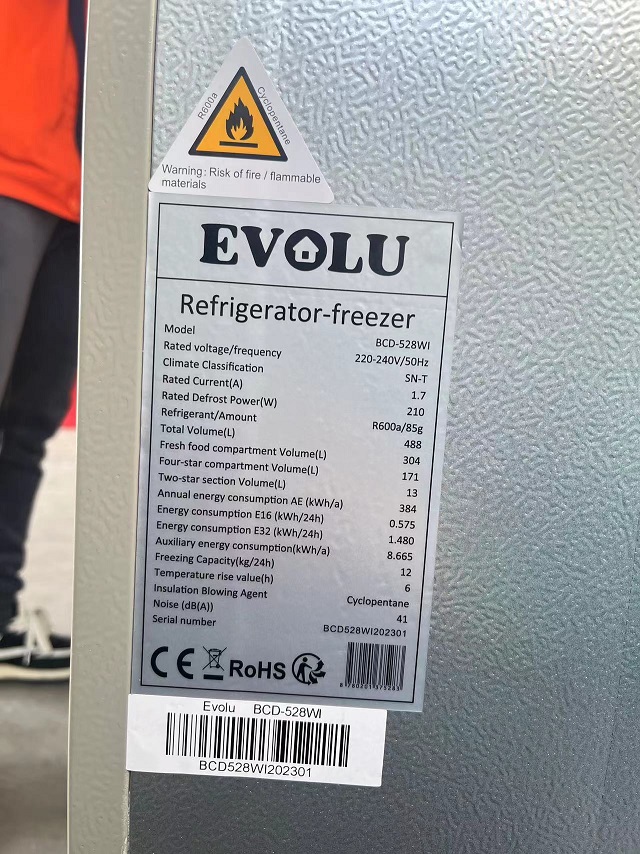 R600a
Cyclopentane
Warning: Risk of fire / flammable
materials
EVOLU
Refrigerator-freezer
Model BCD-528WI
Rated voltage/frequency 220-240V/50Hz
Climate Classification SN-T
Rated Current(A) 1.7
Rated Defrost Power(W) 210
Refrigerant/Amount R600a/85g
Total Volume(L) 488
Fresh food compartment Volume(L) 304
Four-star compartment Volume(L) 171
Two-star section Volume(L) 13
Annual energy consumption AE (kWh/a) 384
Energy consumption E16 (kWh/24h) 0.575
Energy consumption E32 (kWh/24h) 1.480
Auxiliary energy consumption(kWh/a) 8.665
Freezing Capacity(kg/24h) 12
Temperature rise value(h) 6
Insulation Blowing Agent Cyclopentane
Noise (dB(A)) 41
Serial number BCD528WI202301
CE RoHS
Evolu BCD-528WI
BCD528WI202301